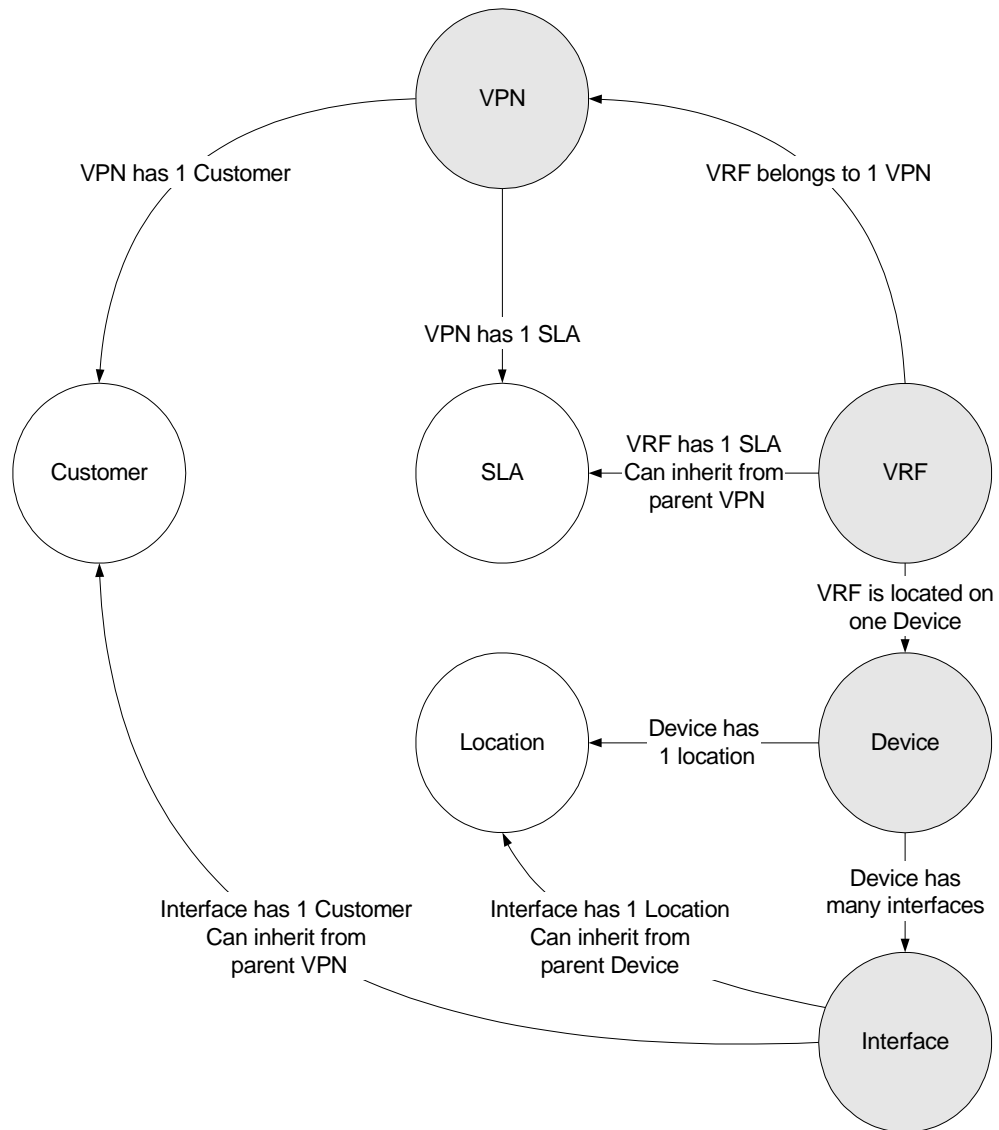 VPN
VPN has 1 Customer
VRF belongs to 1 VPN
VPN has 1 SLA
Customer
SLA
VRF has 1 SLA
Can inherit from
parent VPN
VRF
VRF is located on
one Device
Location
Device has
1 location
Device
Device has
many interfaces
Interface has 1 Customer
Can inherit from
parent VPN
Interface has 1 Location
Can inherit from
parent Device
Interface